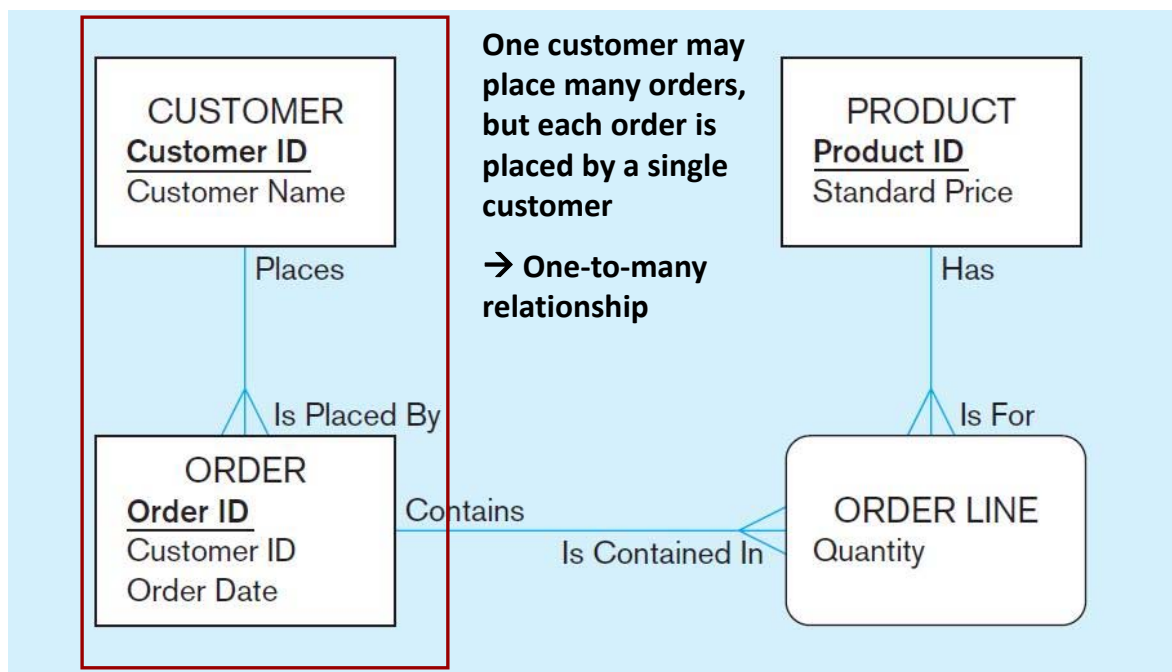 CUSTOMER
Customer ID
Customer Name
Places
Is Placed By
ORDER
Order ID
Customer ID
Order Date
One customer may
place many orders,
but each order is
placed by a single
customer
→ One-to-many
relationship
PRODUCT
Product ID
Standard Price
Has
Is For
Contains
Is Contained In
ORDER LINE
Quantity